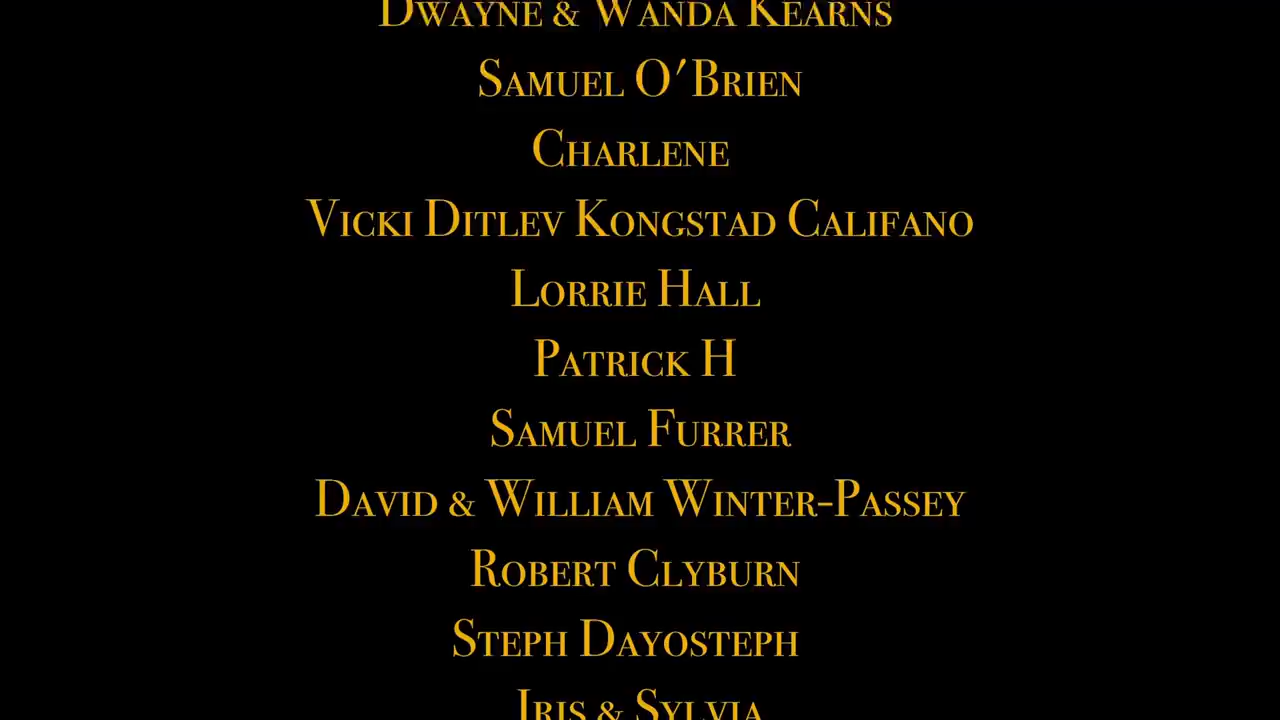 Dwayne & Wanda Kearns
Samuel O'Brien
Charlene
Vicki Ditlev Kongstad Califano
Lorrie Hall
Patrick H
Samuel Furrer
David & William Winter-Passey
Robert Clyburn
Steph Dayosteph
Iris & Sylvia